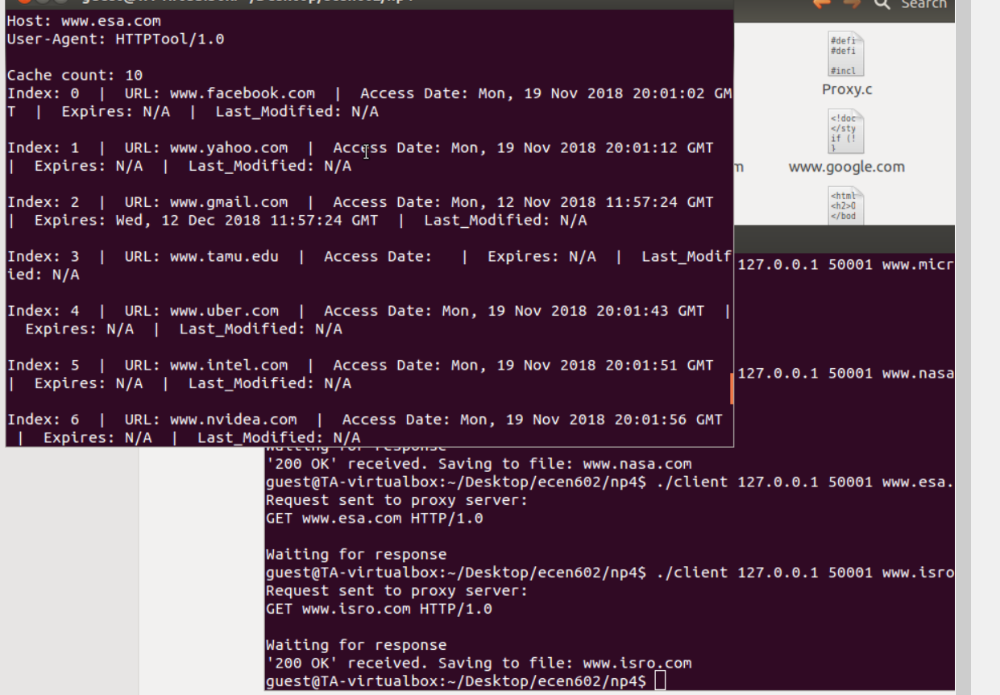 Host: www.esa.com
User-Agent: HTTPTool/1.0
Cache count: 10
Index: 0  |  URL: www.facebook.com  |  Access Date: Mon, 19 Nov 2018 20:01:02 GM
T  |  Expires: N/A  |  Last_Modified: N/A
Index: 1  |  URL: www.yahoo.com  |  Access Date: Mon, 19 Nov 2018 20:01:12 GMT
|  Expires: N/A  |  Last_Modified: N/A
Index: 2  |  URL: www.gmail.com  |  Access Date: Mon, 12 Nov 2018 11:57:24 GMT
|  Expires: Wed, 12 Dec 2018 11:57:24 GMT  |  Last_Modified: N/A
Index: 3  |  URL: www.tamu.edu  |  Access Date:   |  Expires: N/A  |  Last_Modif
ied: N/A
Index: 4  |  URL: www.uber.com  |  Access Date: Mon, 19 Nov 2018 20:01:43 GMT  |
Expires: N/A  |  Last_Modified: N/A
Index: 5  |  URL: www.intel.com  |  Access Date: Mon, 19 Nov 2018 20:01:51 GMT
|  Expires: N/A  |  Last_Modified: N/A
Index: 6  |  URL: www.nvidea.com  |  Access Date: Mon, 19 Nov 2018 20:01:56 GMT
|  Expires: N/A  |  Last_Modified: N/A
Search
#defi
#defi
#incl
Proxy.c
<!doc
</sty
if (!
}
m
www.google.com
<html
<h2>O
</bod
127.0.0.1 50001 www.micr
127.0.0.1 50001 www.nasa
Waiting for response
'200 OK' received. Saving to file: www.nasa.com
guest@TA-virtualbox:~/Desktop/ecen602/np4$ ./client 127.0.0.1 50001 www.esa.
Request sent to proxy server:
GET www.esa.com HTTP/1.0
Waiting for response
guest@TA-virtualbox:~/Desktop/ecen602/np4$ ./client 127.0.0.1 50001 www.isro
Request sent to proxy server:
GET www.isro.com HTTP/1.0
Waiting for response
'200 OK' received. Saving to file: www.isro.com
guest@TA-virtualbox:~/Desktop/ecen602/np4$